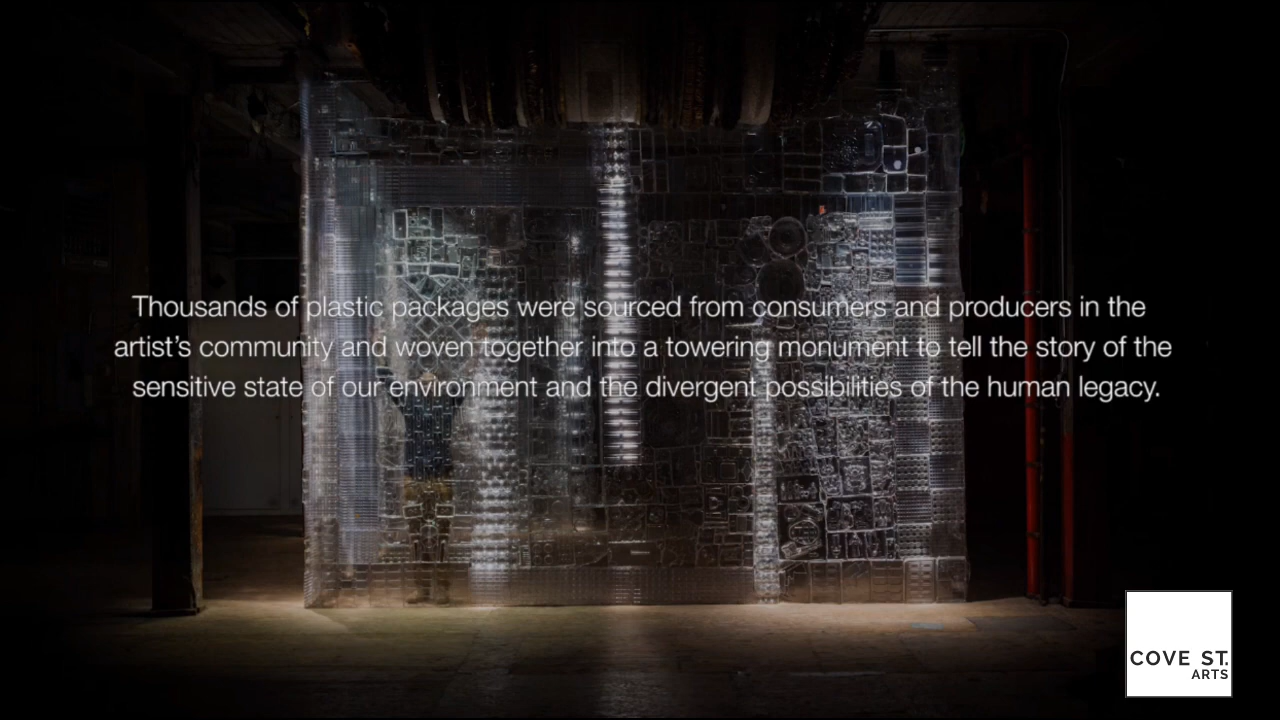 Thousands of plastic packages were sourced from consumers and producers in the
artist’s community and woven together into a towering monument to tell the story of the
sensitive state of our environment and the divergent possibilities of the human legacy.
COVE ST.
ARTS